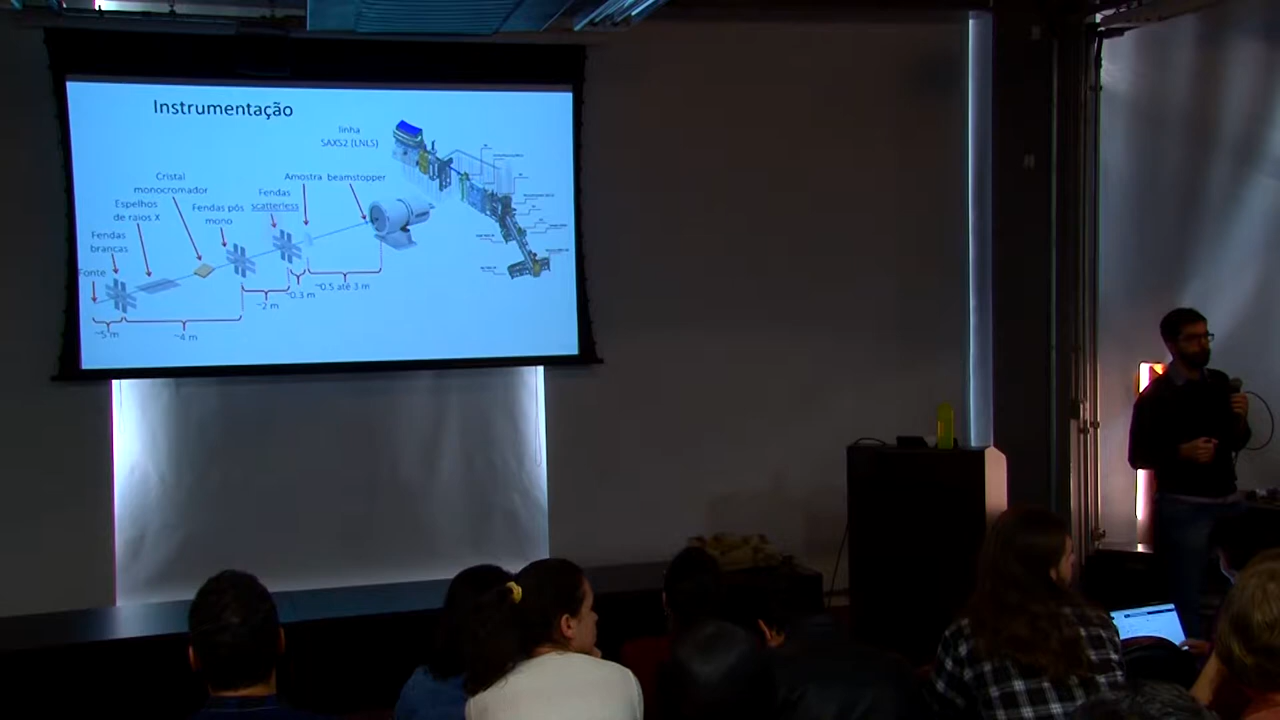 Instrumentação
linha
SAXS2 (LNLS)
Cristal
monocromador
Amostra beamstopper
Espelhos
de raios X
Fendas pós
mono
Fendas
scatterless
Fendas
brancas
Fonte
~0.5 até 3 m
~0.3 m
~2 m
~5 m
~4 m